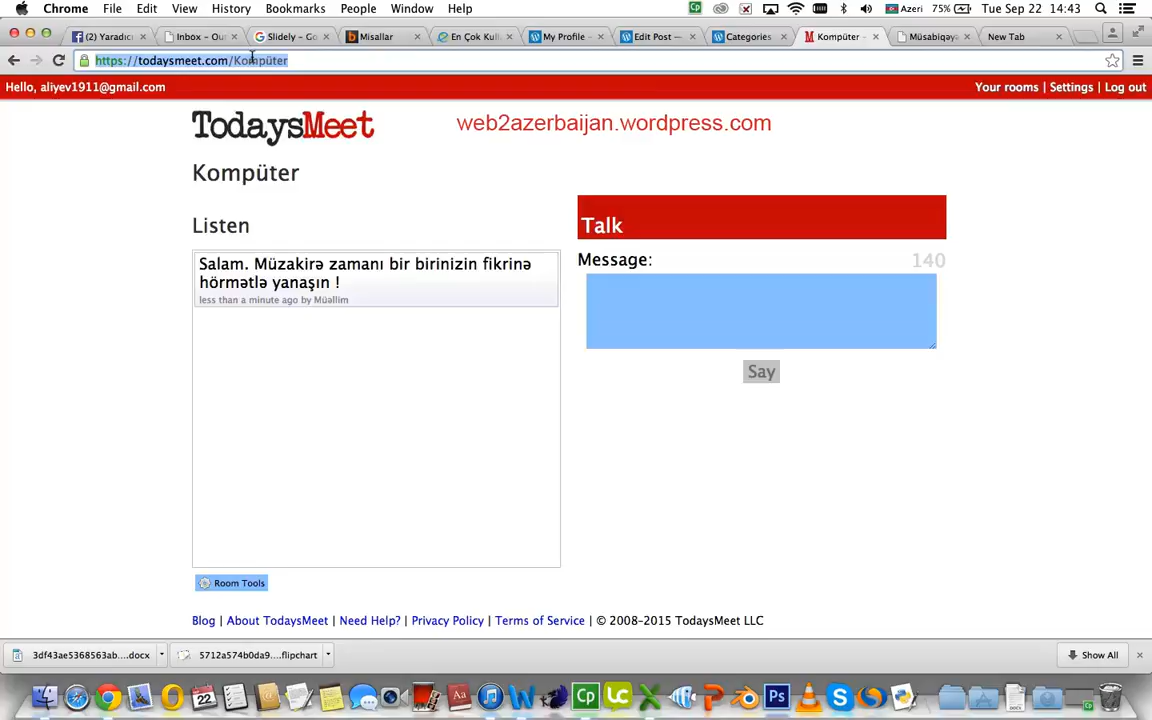 Chrome File Edit View History Bookmarks People Window Help Azeri 75% Tue Sep 22 14:43
(2) Yaradıcı Inbox – Ou Slidely – Go Misallar En Çok Kulı My Profile – Edit Post — Categories Kompüter – Müsabiqəy New Tab
https://todaysmeet.com/Kompüter
Hello, aliyev1911@gmail.com Your rooms | Settings | Log out
TodaysMeet web2azerbaijan.wordpress.com
Kompüter
Listen
Talk
Message: 140
Salam. Müzakirə zamanı bir birinizin fikrinə
hörmətlə yanaşın !
less than a minute ago by Müəllim
Say
Room Tools
Blog | About TodaysMeet | Need Help? | Privacy Policy | Terms of Service | © 2008-2015 TodaysMeet LLC
3df43ae5368563ab....docx 5712a574b0da9....flipchart Show All